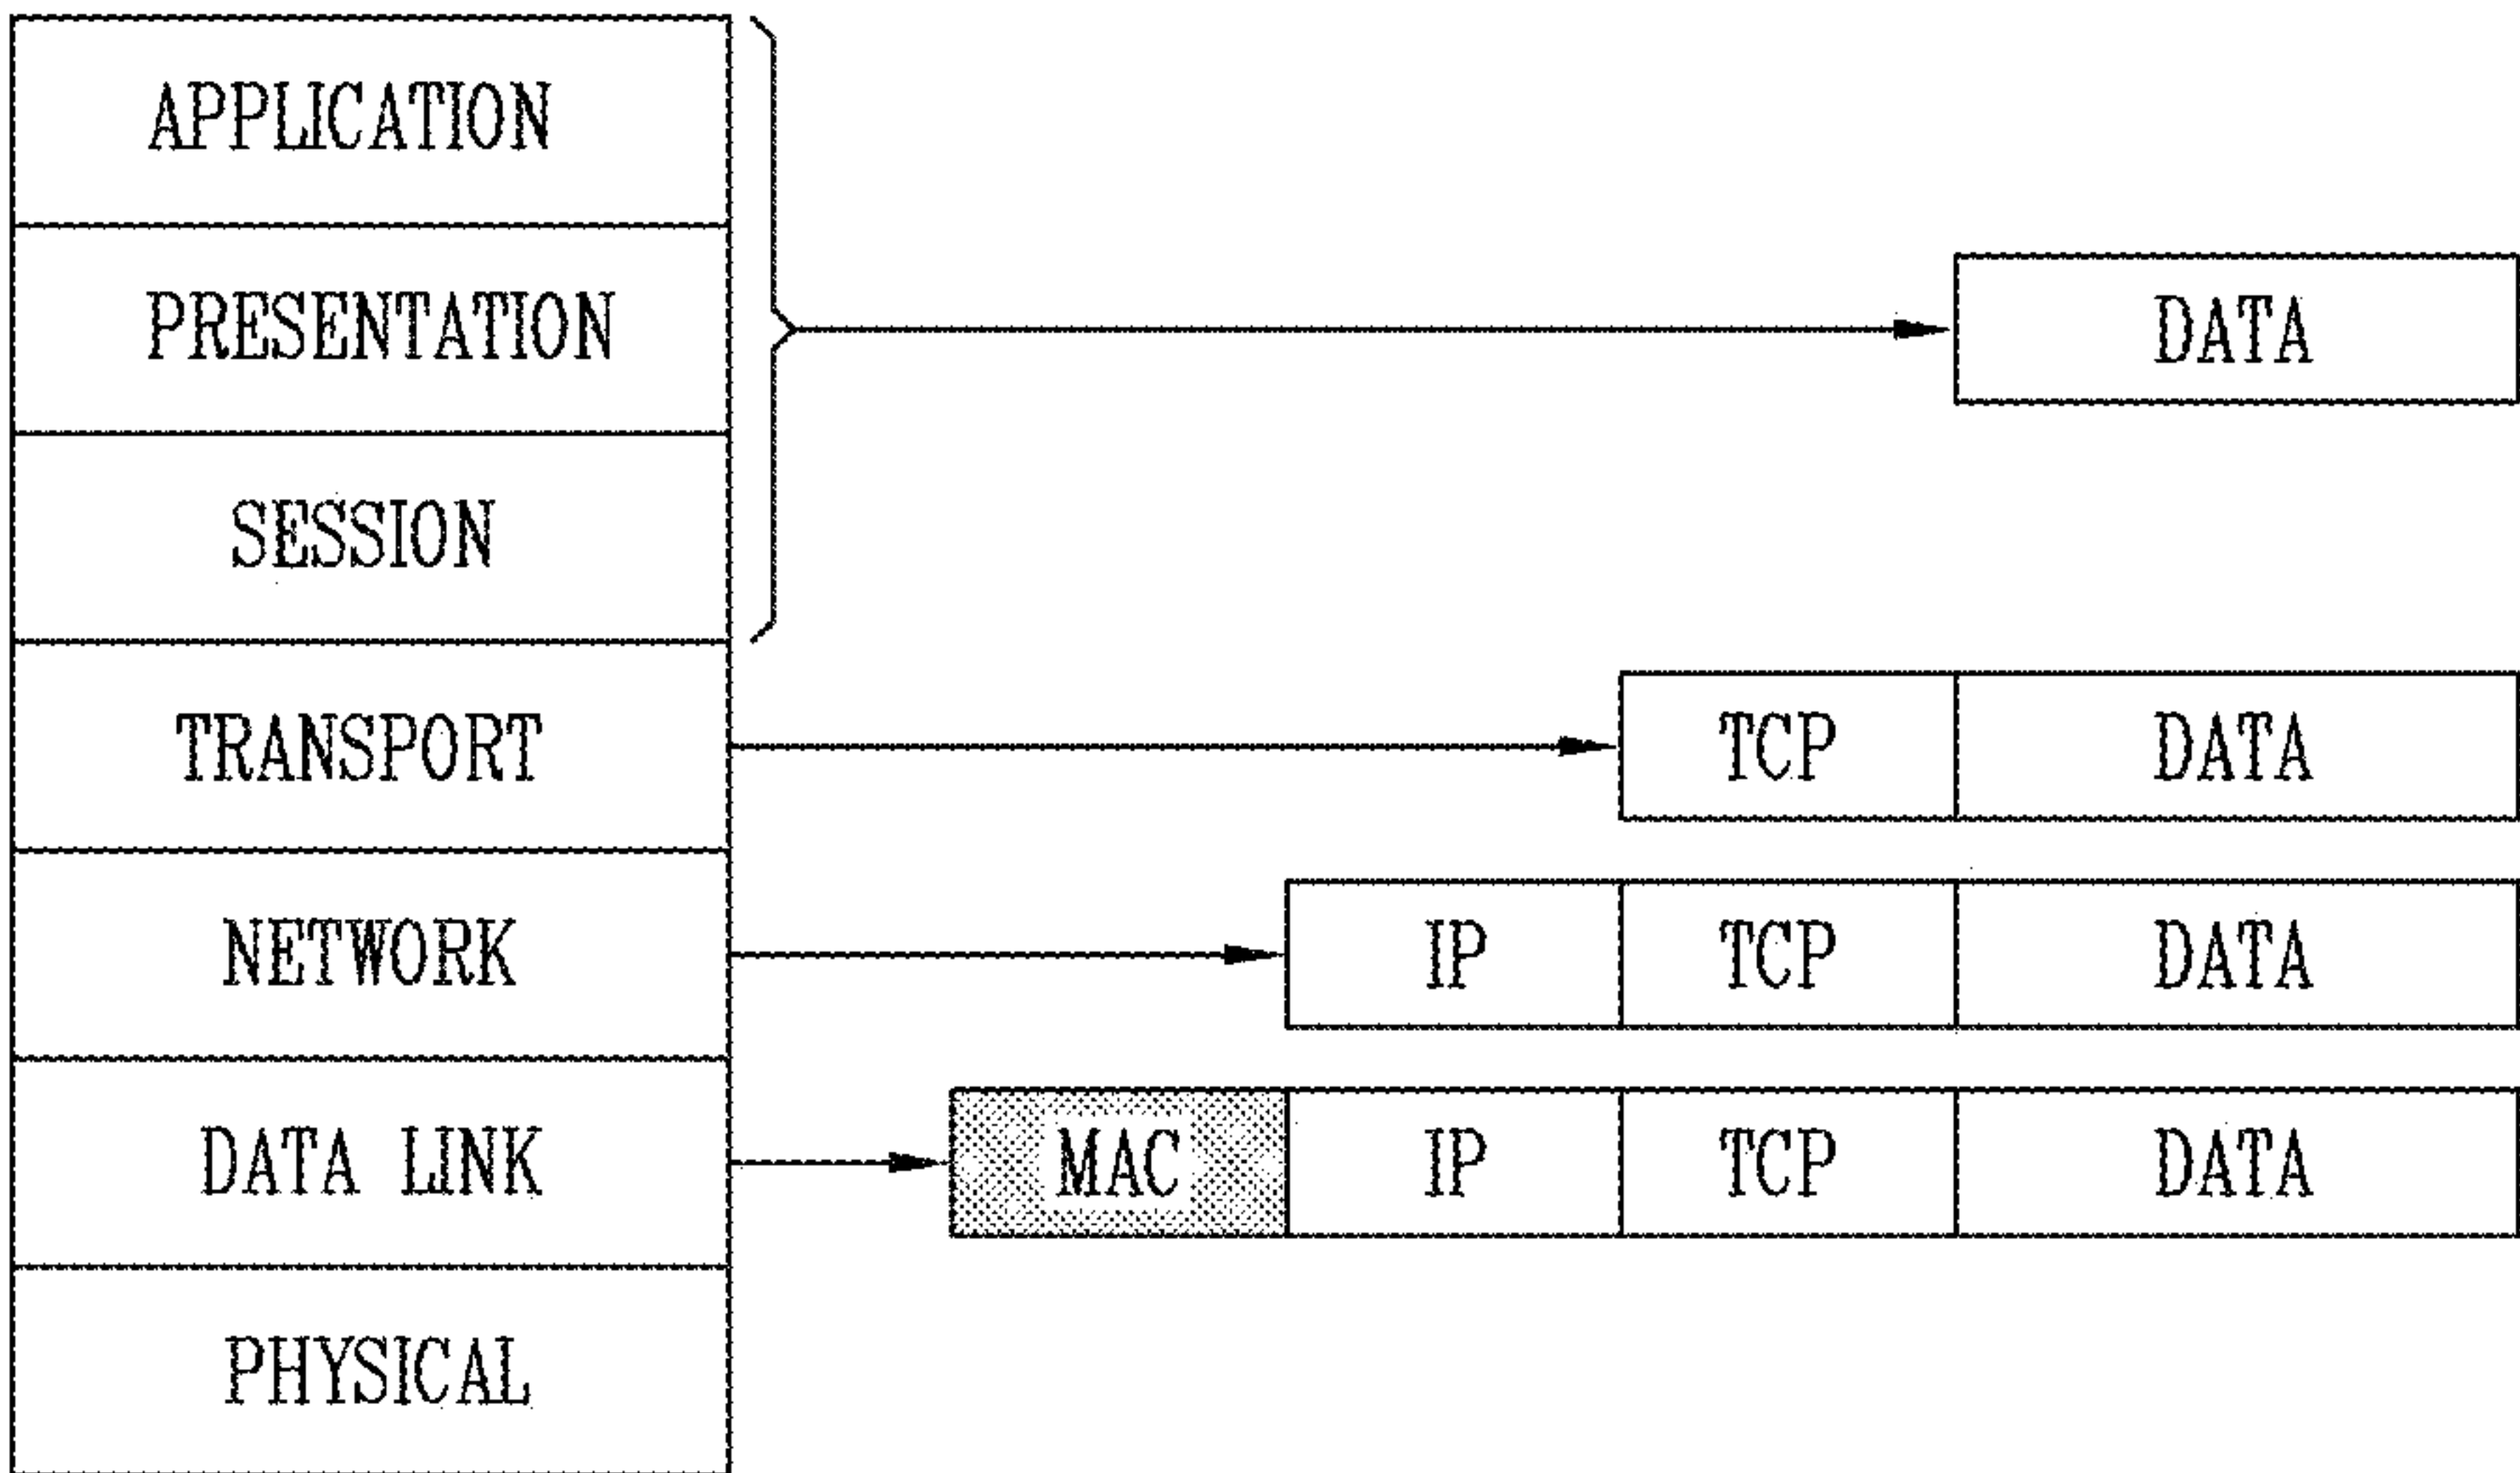 APPLICATION
PRESENTATION
DATA
SESSION
TRANSPORT
TCP DATA
NETWORK
IP TCP DATA
DATA LINK
MAC IP TCP DATA
PHYSICAL